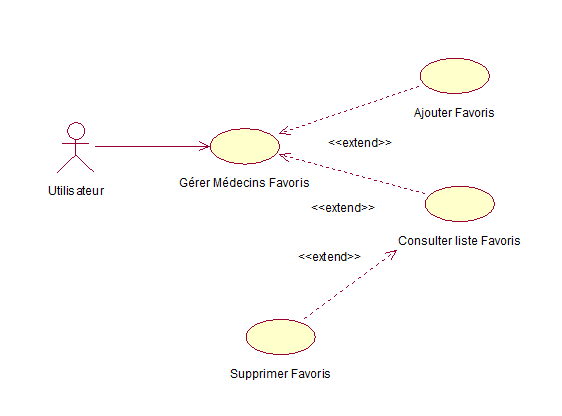 Ajouter Favoris
<<extend>>
Utilisateur
Gérer Médecins Favoris
<<extend>>
Consulter liste Favoris
<<extend>>
Supprimer Favoris